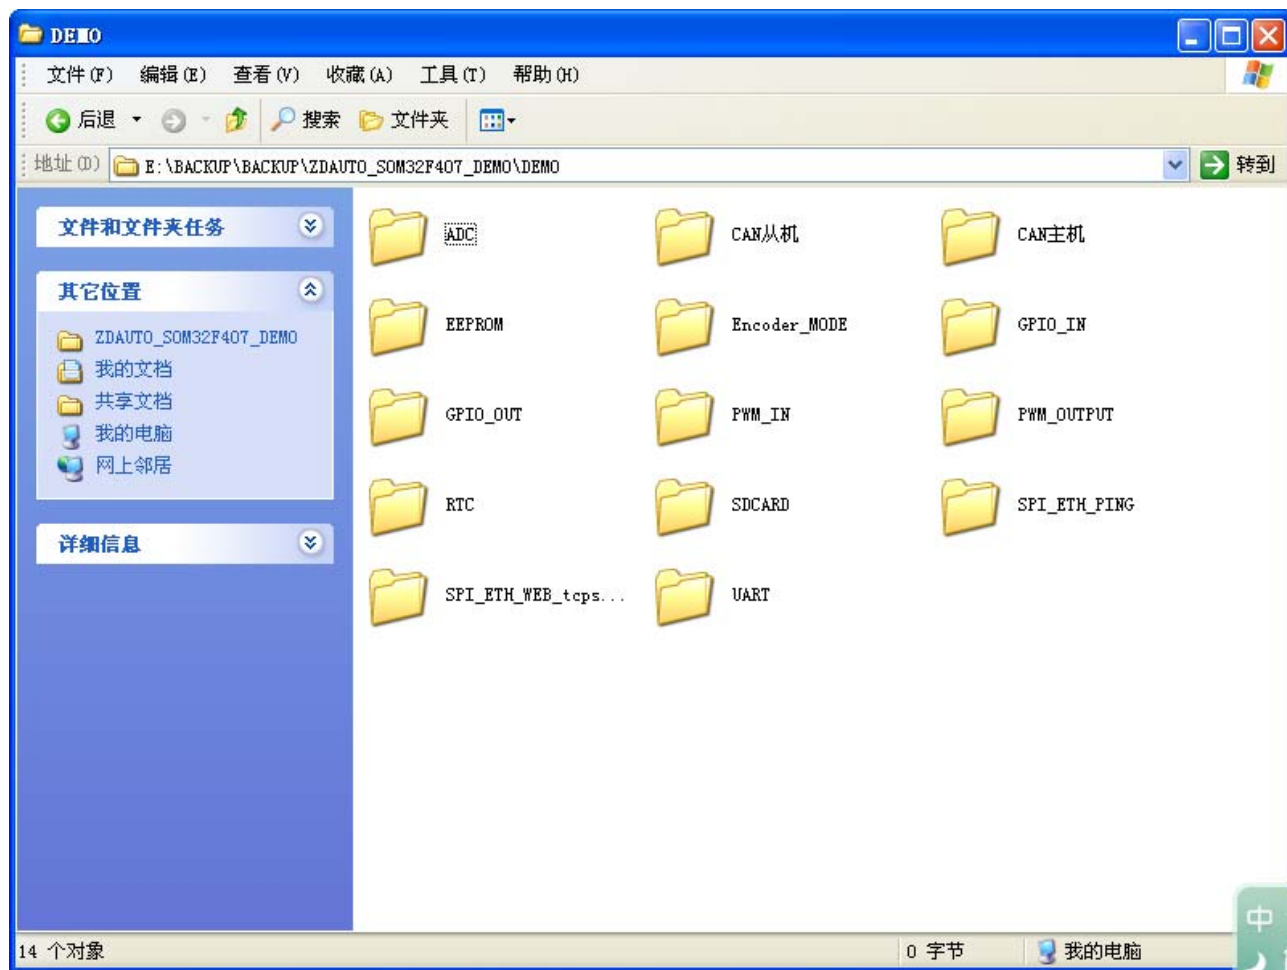 DEMO
文件(F) 编辑(E) 查看(V) 收藏(A) 工具(T) 帮助(H)
后退 搜索 文件夹
地址(D) E:\BACKUP\BACKUP\ZDAUTO_SOM32F407_DEMO\DEMO 转到
文件和文件夹任务
其它位置
ZDAUTO_SOM32F407_DEMO
我的文档
共享文档
我的电脑
网上邻居
详细信息
ADC CAN从机 CAN主机
EEPROM Encoder_MODE GPIO_IN
GPIO_OUT PWM_IN PWM_OUTPUT
RTC SDCARD SPI_ETH_PING
SPI_ETH_WEB_tcps... UART
14 个对象 0 字节 我的电脑
中